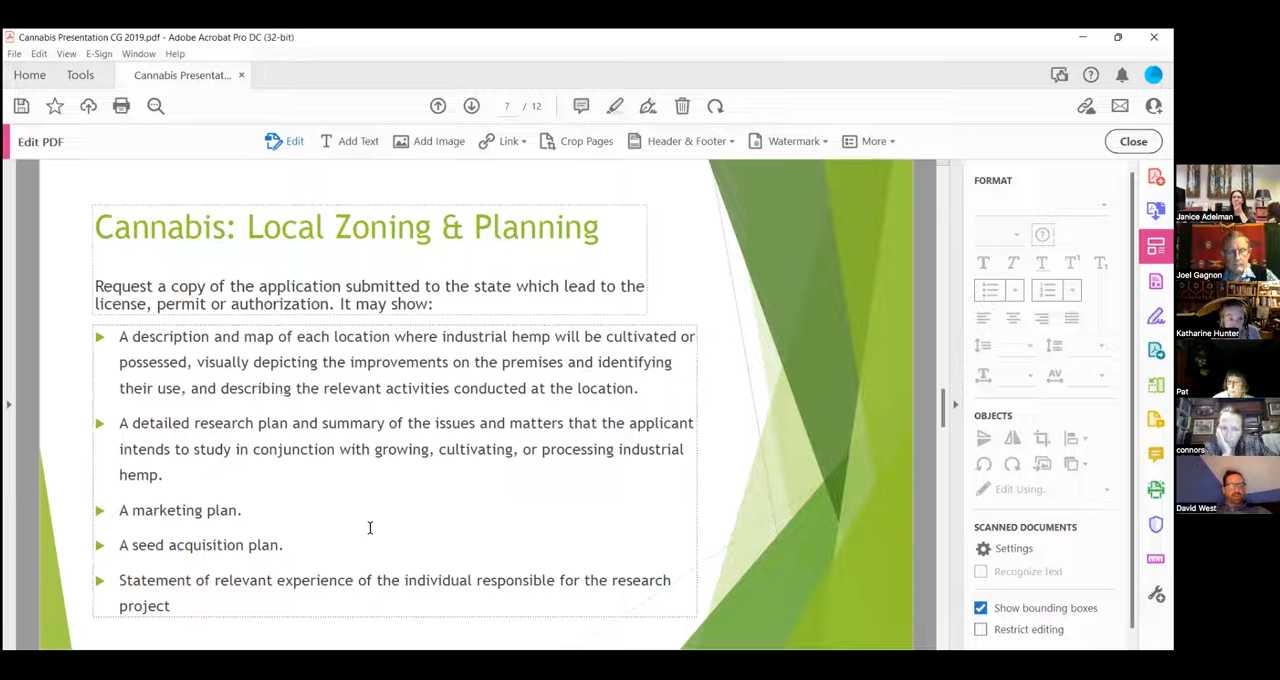 Cannabis Presentation CG 2019.pdf - Adobe Acrobat Pro DC (32-bit)
File Edit View E-Sign Window Help
Home Tools Cannabis Presentat... ×
7 / 12
Edit PDF Edit Add Text Add Image Link Crop Pages Header & Footer Watermark More Close
Cannabis: Local Zoning & Planning
Request a copy of the application submitted to the state which lead to the
license, permit or authorization. It may show:
A description and map of each location where industrial hemp will be cultivated or
possessed, visually depicting the improvements on the premises and identifying
their use, and describing the relevant activities conducted at the location.
A detailed research plan and summary of the issues and matters that the applicant
intends to study in conjunction with growing, cultivating, or processing industrial
hemp.
A marketing plan.
A seed acquisition plan.
Statement of relevant experience of the individual responsible for the research
project
FORMAT
OBJECTS
Edit Using...
SCANNED DOCUMENTS
Settings
Recognize text
Show bounding boxes
Restrict editing
Janice Adelman
Joel Gagnon
Katharine Hunter
Pat
connors
David West